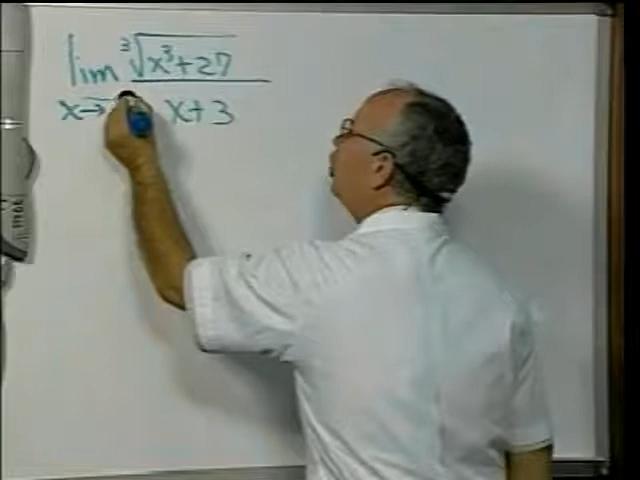 lim ∛(x³+27)
x→ x+3